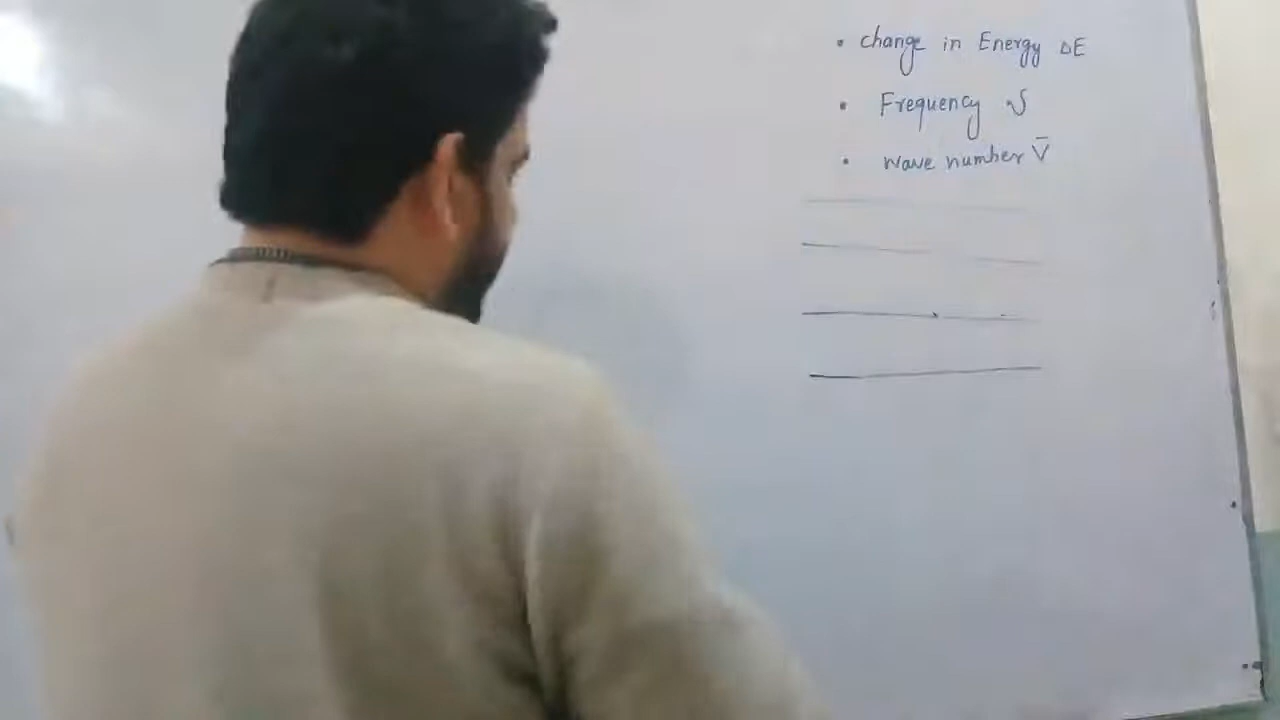 • change in Energy ΔE
• Frequency ν
• wave number V̄